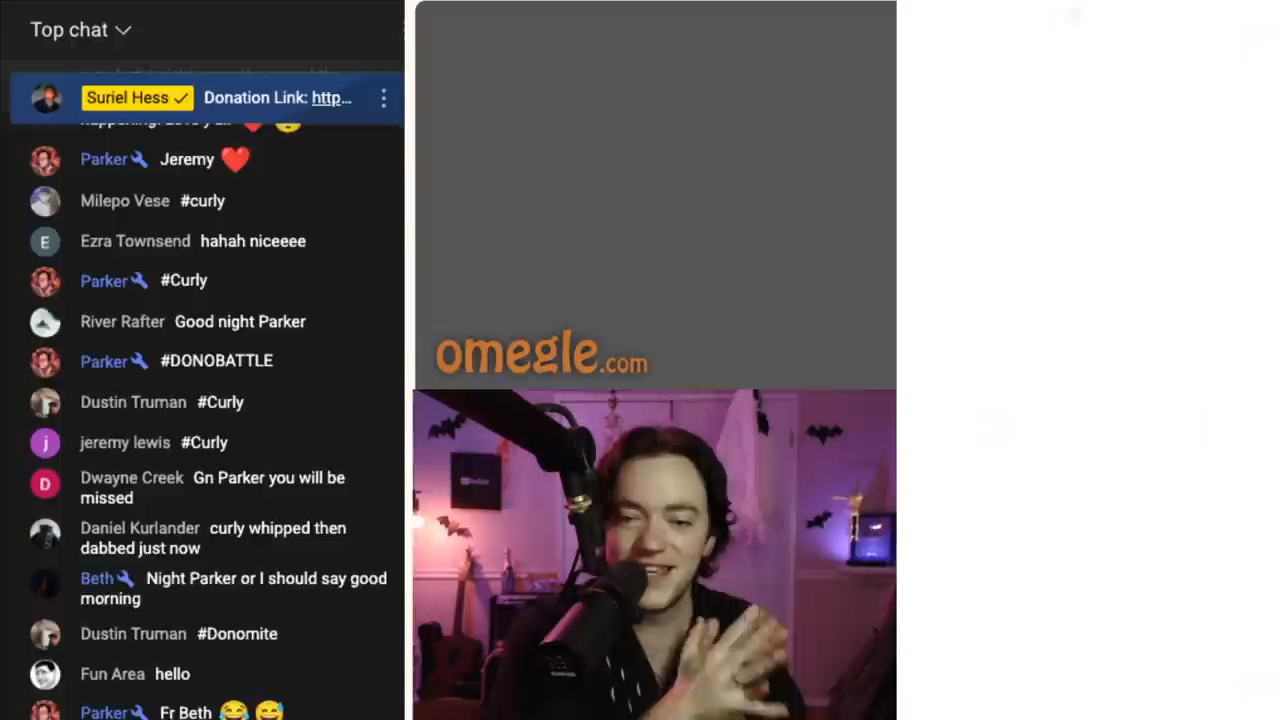 Top chat
Suriel Hess Donation Link: http...
Parker Jeremy ❤️
Milepo Vese #curly
Ezra Townsend hahah niceeee
Parker #Curly
River Rafter Good night Parker
Parker #DONOBATTLE
Dustin Truman #Curly
jeremy lewis #Curly
Dwayne Creek Gn Parker you will be
missed
Daniel Kurlander curly whipped then
dabbed just now
Beth Night Parker or I should say good
morning
Dustin Truman #Donomite
Fun Area hello
Parker Fr Beth 😂 😅
E
j
D
omegle.com